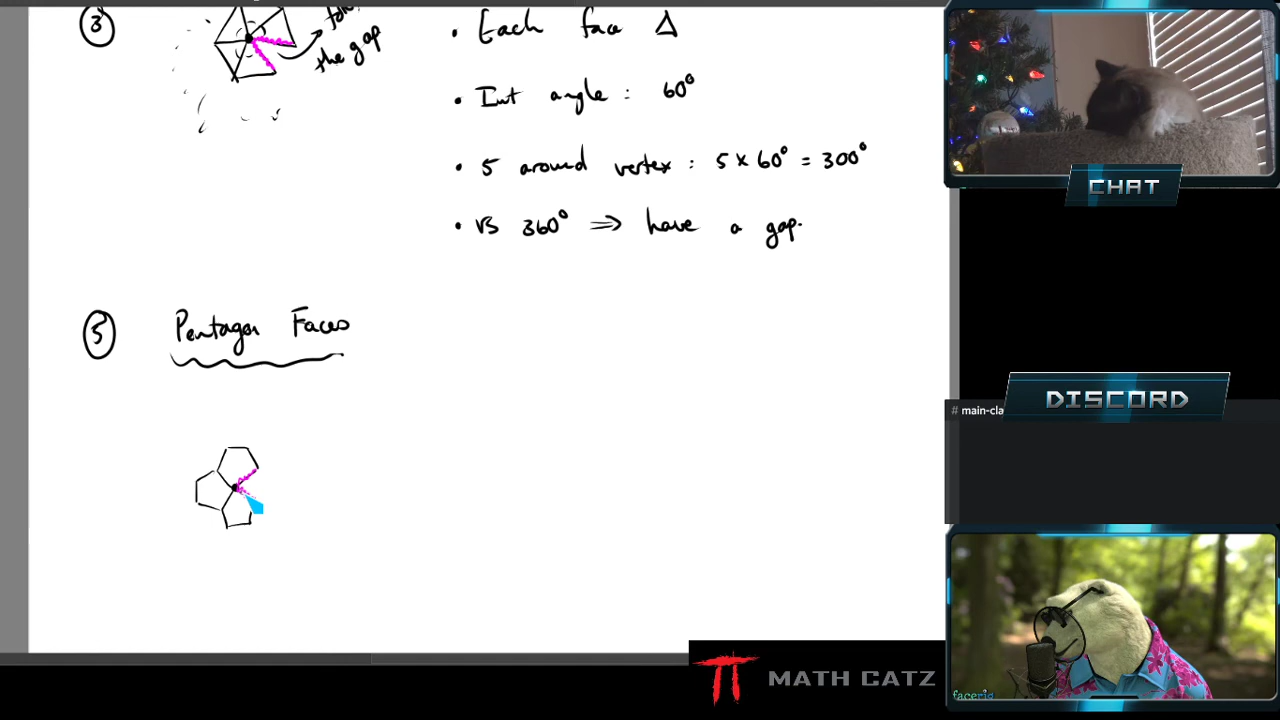 ③
the gap
• Each face Δ
• Int angle : 60°
• 5 around vertex : 5 × 60° = 300°
• vs 360° ⟹ have a gap.
⑤ Pentagon Faces
CHAT
DISCORD
# main-cla
π MATH CATZ
facerig